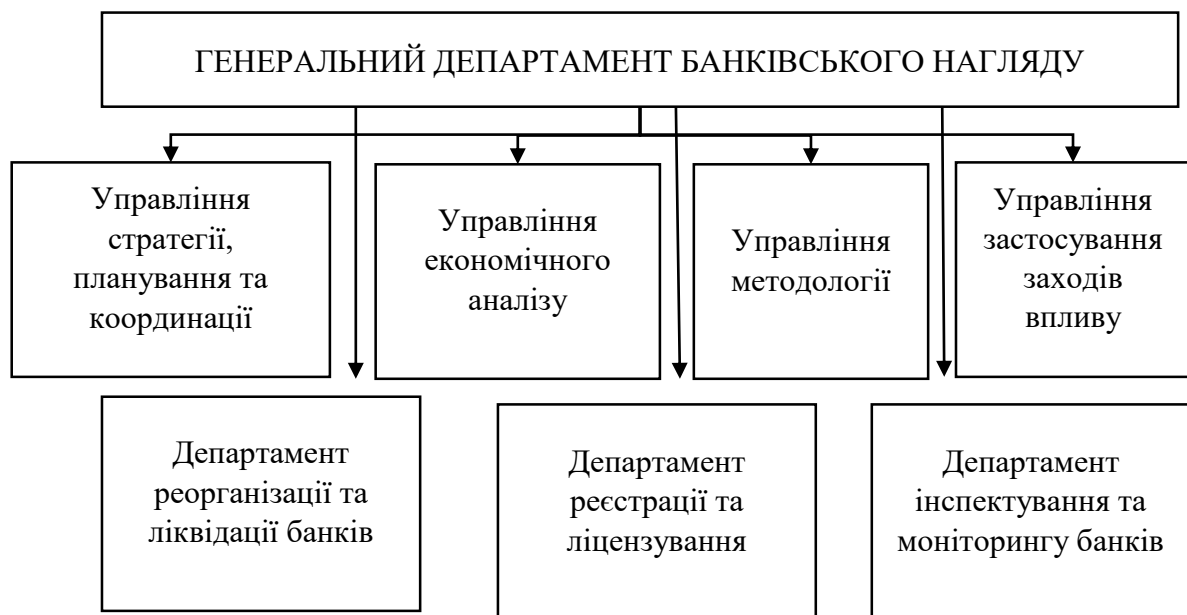 ГЕНЕРАЛЬНИЙ ДЕПАРТАМЕНТ БАНКІВСЬКОГО НАГЛЯДУ
Управління
стратегії,
планування та
координації
Управління
економічного
аналізу
Управління
методології
Управління
застосування
заходів
впливу
Департамент
реорганізації та
ліквідації банків
Департамент
реєстрації та
ліцензування
Департамент
інспектування та
моніторингу банків